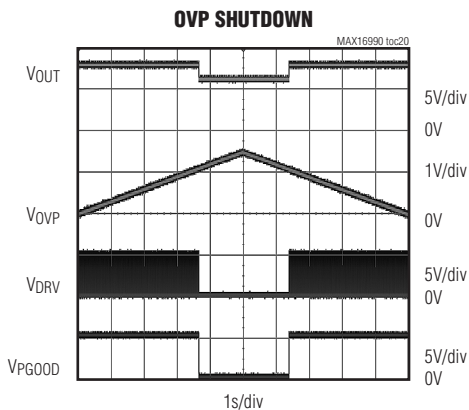 OVP SHUTDOWN
MAX16990 toc20
VOUT
5V/div
0V
1V/div
VOVP
0V
VDRV
5V/div
0V
VPGOOD
5V/div
0V
1s/div